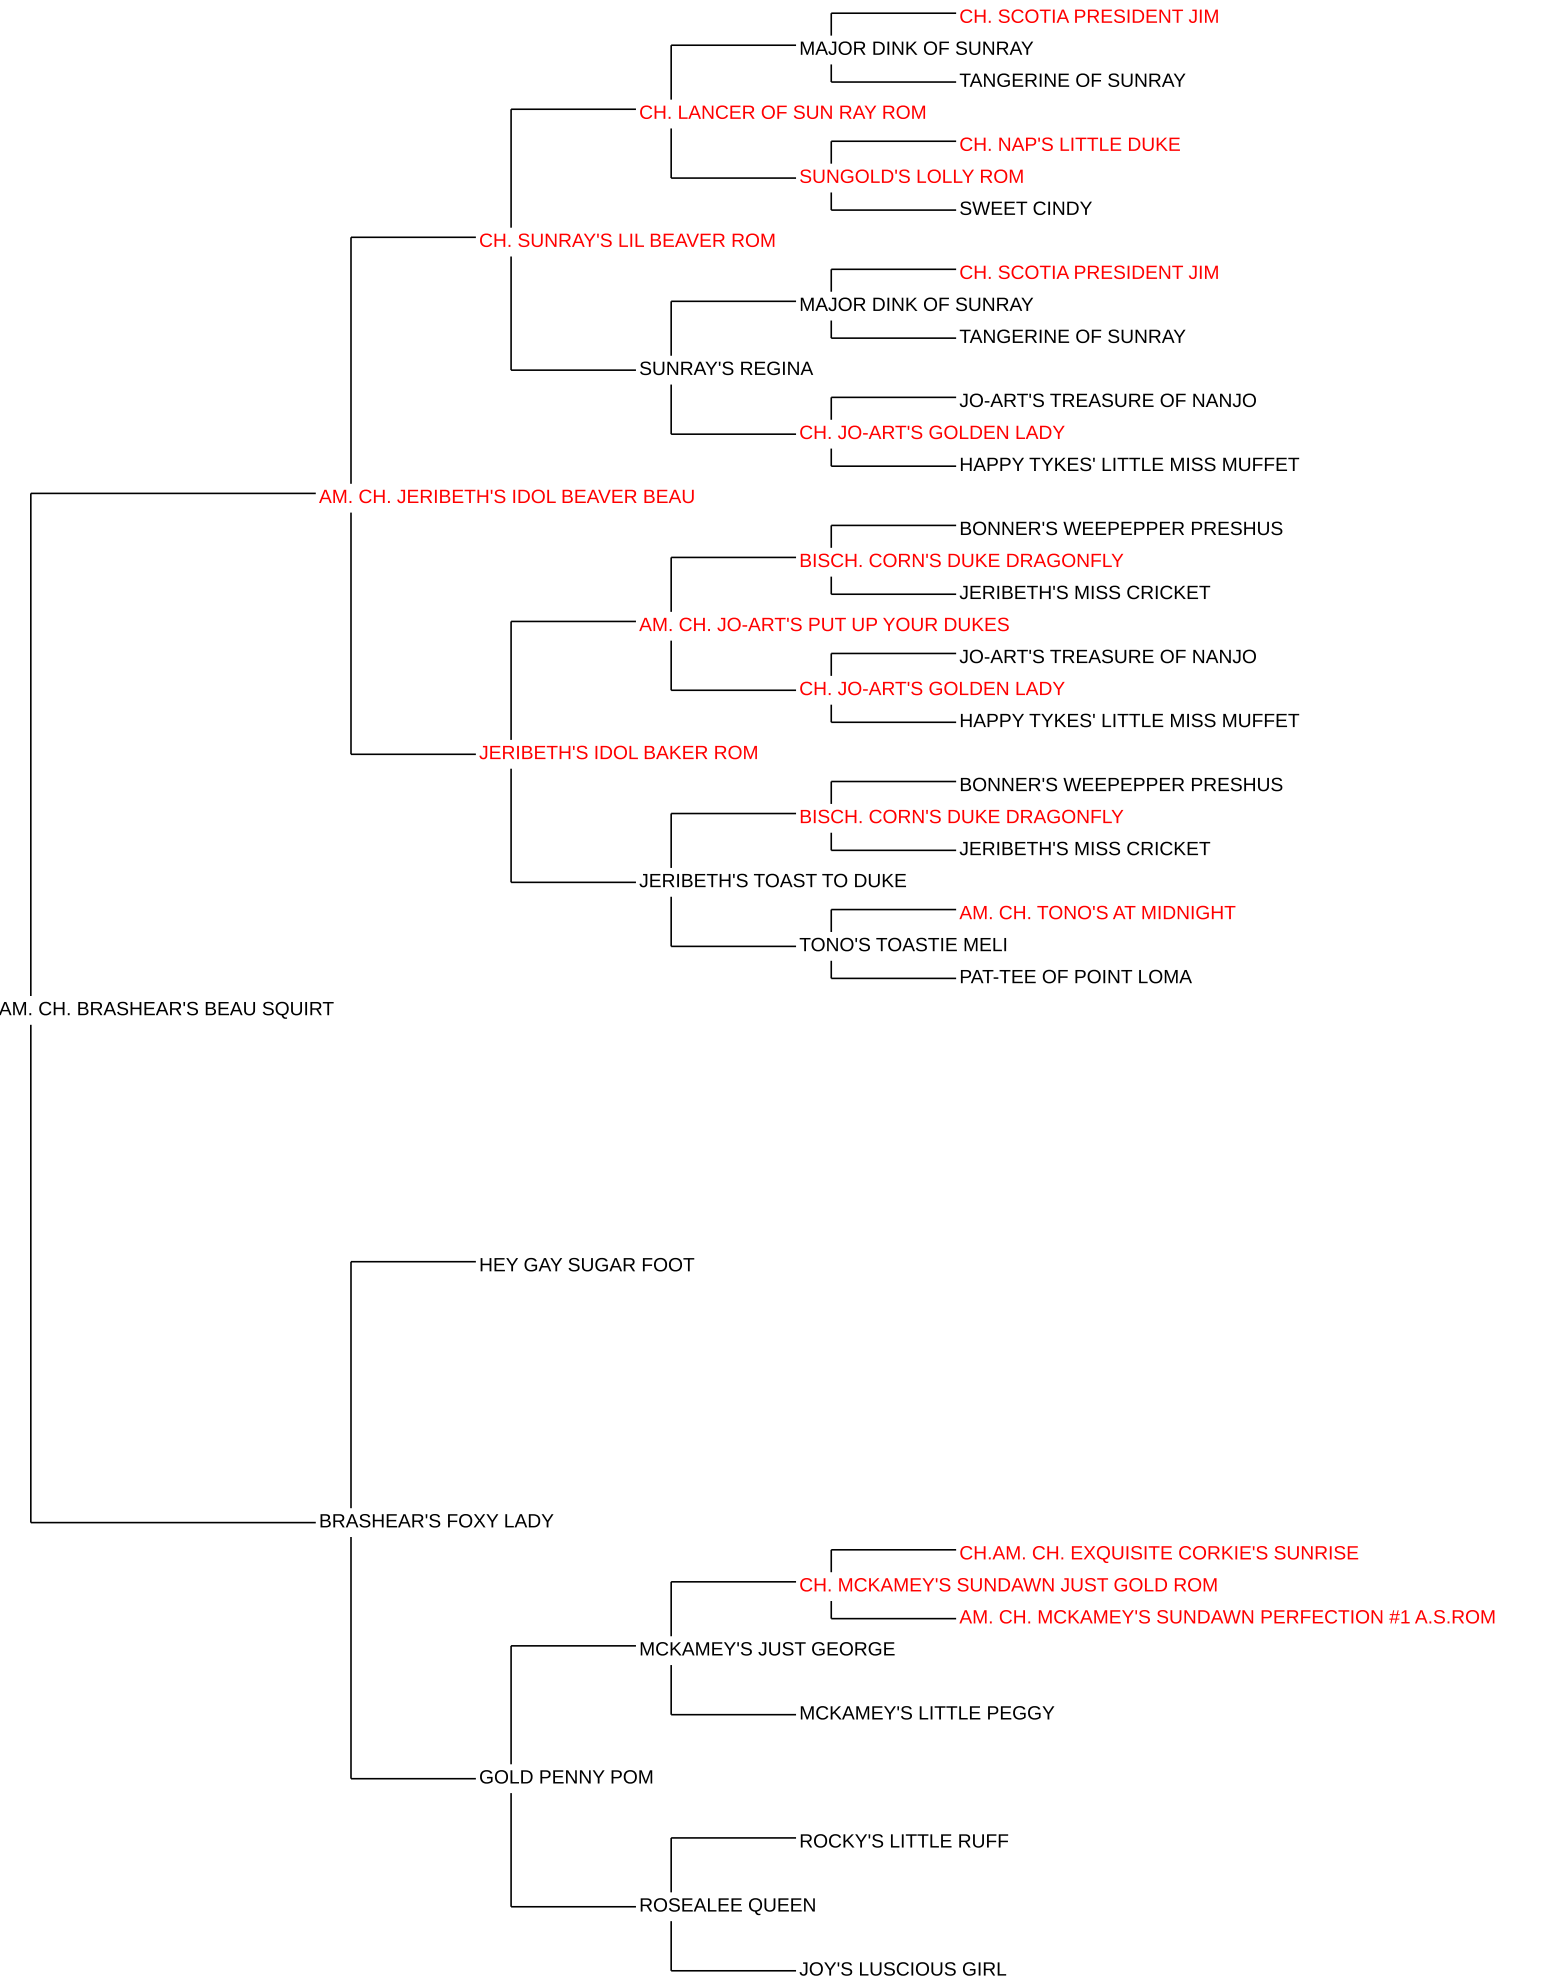 CH. SCOTIA PRESIDENT JIM
MAJOR DINK OF SUNRAY
TANGERINE OF SUNRAY
CH. LANCER OF SUN RAY ROM
CH. NAP'S LITTLE DUKE
SUNGOLD'S LOLLY ROM
SWEET CINDY
CH. SUNRAY'S LIL BEAVER ROM
CH. SCOTIA PRESIDENT JIM
MAJOR DINK OF SUNRAY
TANGERINE OF SUNRAY
SUNRAY'S REGINA
JO-ART'S TREASURE OF NANJO
CH. JO-ART'S GOLDEN LADY
HAPPY TYKES' LITTLE MISS MUFFET
AM. CH. JERIBETH'S IDOL BEAVER BEAU
BONNER'S WEEPEPPER PRESHUS
BISCH. CORN'S DUKE DRAGONFLY
JERIBETH'S MISS CRICKET
AM. CH. JO-ART'S PUT UP YOUR DUKES
JO-ART'S TREASURE OF NANJO
CH. JO-ART'S GOLDEN LADY
HAPPY TYKES' LITTLE MISS MUFFET
JERIBETH'S IDOL BAKER ROM
BONNER'S WEEPEPPER PRESHUS
BISCH. CORN'S DUKE DRAGONFLY
JERIBETH'S MISS CRICKET
JERIBETH'S TOAST TO DUKE
AM. CH. TONO'S AT MIDNIGHT
TONO'S TOASTIE MELI
PAT-TEE OF POINT LOMA
AM. CH. BRASHEAR'S BEAU SQUIRT
HEY GAY SUGAR FOOT
BRASHEAR'S FOXY LADY
CH.AM. CH. EXQUISITE CORKIE'S SUNRISE
CH. MCKAMEY'S SUNDAWN JUST GOLD ROM
AM. CH. MCKAMEY'S SUNDAWN PERFECTION #1 A.S.ROM
MCKAMEY'S JUST GEORGE
MCKAMEY'S LITTLE PEGGY
GOLD PENNY POM
ROCKY'S LITTLE RUFF
ROSEALEE QUEEN
JOY'S LUSCIOUS GIRL